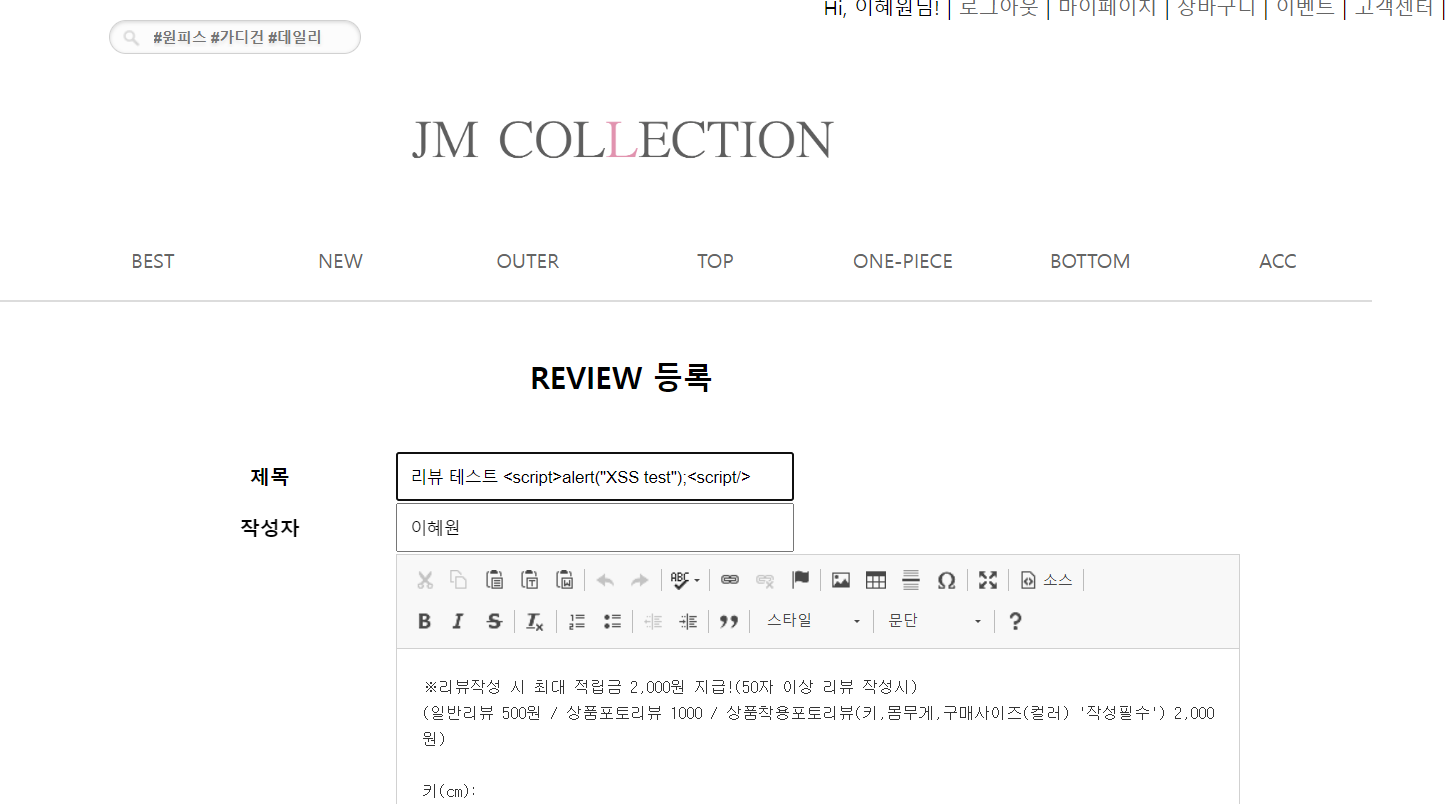 Hi, 이혜원님! | 로그아웃 | 마이페이지 | 장바구니 | 이벤트 | 고객센터 |
#원피스 #가디건 #데일리
JM COLLECTION
BEST NEW OUTER TOP ONE-PIECE BOTTOM ACC
REVIEW 등록
제목 리뷰 테스트 <script>alert("XSS test");<script/>
작성자 이혜원
ABC 소스
B I S Tx 스타일 문단 ?
※리뷰작성 시 최대 적립금 2,000원 지급!(50자 이상 리뷰 작성시)
(일반리뷰 500원 / 상품포토리뷰 1000 / 상품착용포토리뷰(키,몸무게,구매사이즈(컬러) '작성필수') 2,000
원)
키(cm):